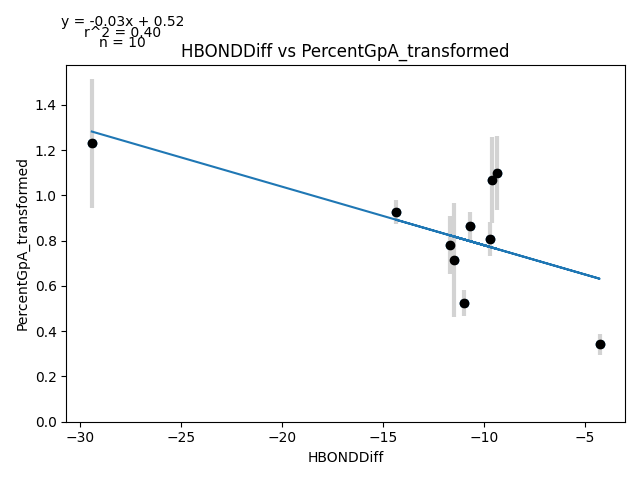 y = -0.03x + 0.52
r^2 = 0.40
n = 10
HBONDDiff vs PercentGpA_transformed
PercentGpA_transformed
1.4
1.2
1.0
0.8
0.6
0.4
0.2
0.0
−30
−25
−20
−15
−10
−5
HBONDDiff